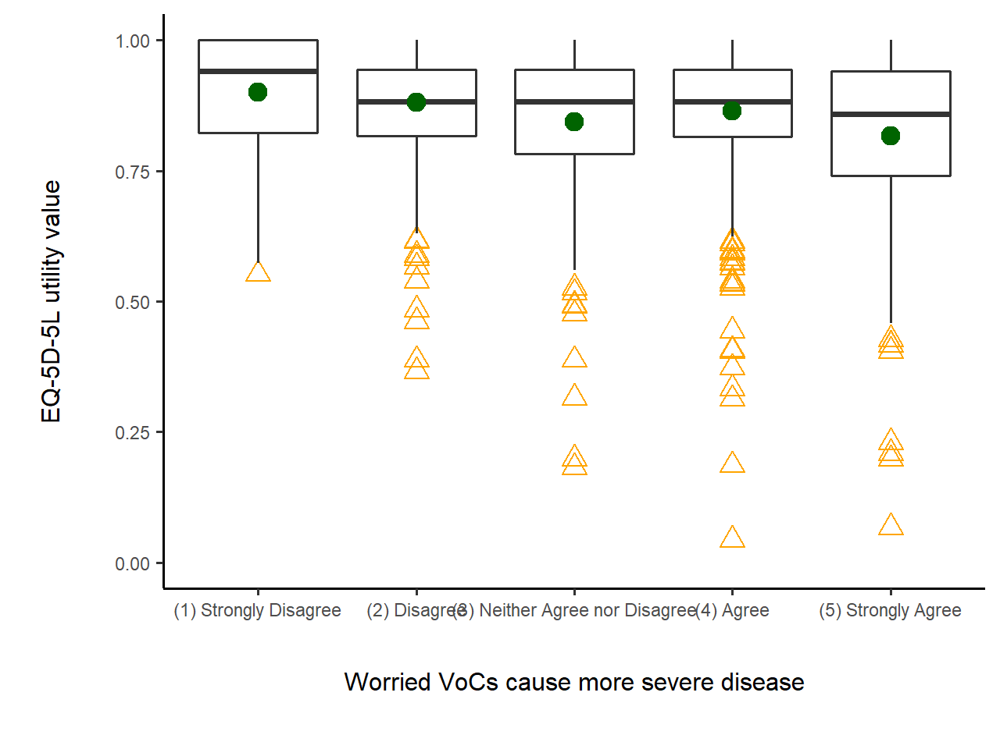 EQ-5D-5L utility value
1.00
0.75
0.50
0.25
0.00
(1) Strongly Disagree
(2) Disagree
(3) Neither Agree nor Disagree
(4) Agree
(5) Strongly Agree
Worried VoCs cause more severe disease